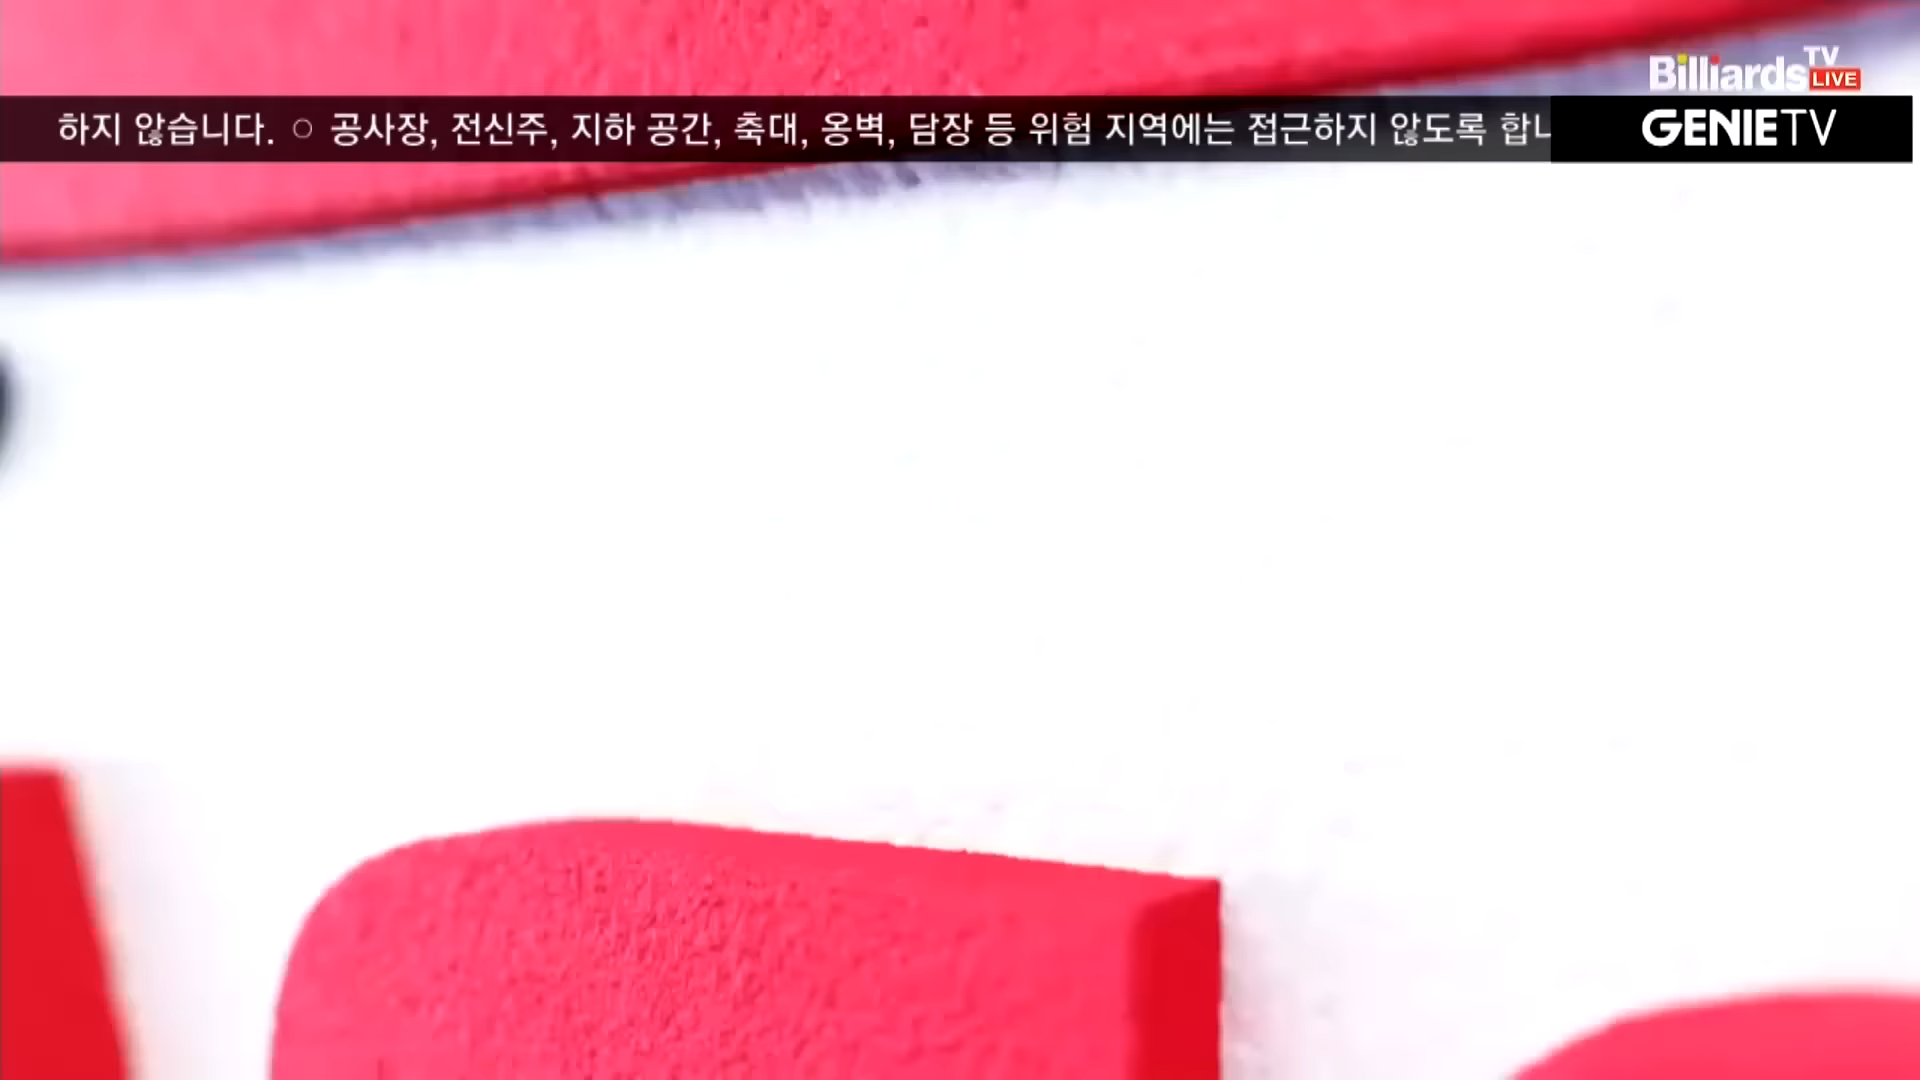 Billiards TV
LIVE
하지 않습니다. ○ 공사장, 전신주, 지하 공간, 축대, 옹벽, 담장 등 위험 지역에는 접근하지 않도록
GENIE TV